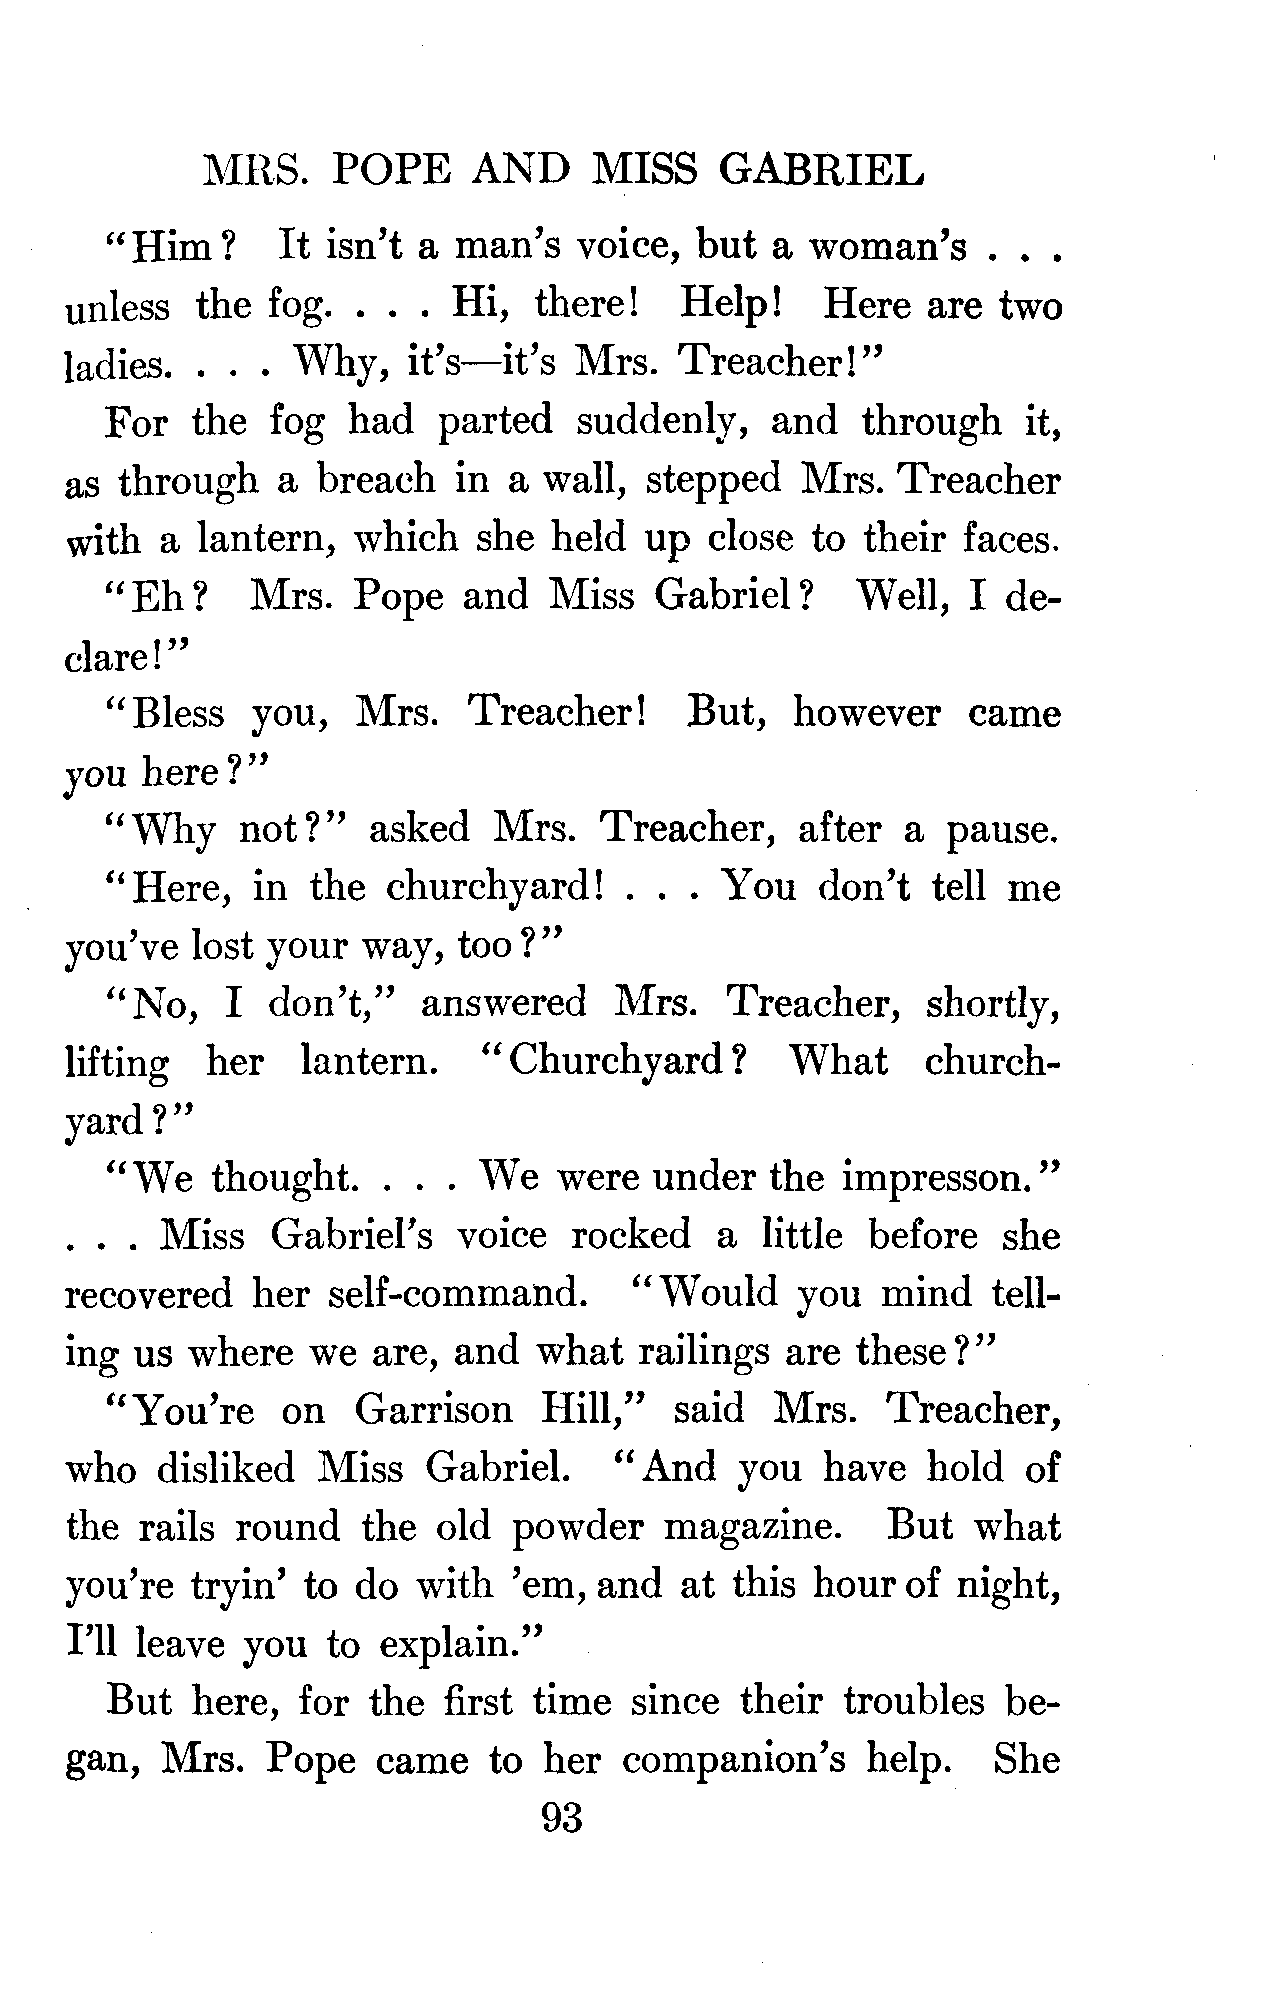 MRS. POPE AND MISS GABRIEL
"Him? It isn't a man's voice, but a woman's . . .
unless the fog. . . . Hi, there! Help! Here are two
ladies. . . . Why, it's—it's Mrs. Treacher!"
For the fog had parted suddenly, and through it,
as through a breach in a wall, stepped Mrs. Treacher
with a lantern, which she held up close to their faces.
"Eh? Mrs. Pope and Miss Gabriel? Well, I de-
clare!"
"Bless you, Mrs. Treacher! But, however came
you here?"
"Why not?" asked Mrs. Treacher, after a pause.
"Here, in the churchyard! . . . You don't tell me
you've lost your way, too?"
"No, I don't," answered Mrs. Treacher, shortly,
lifting her lantern. "Churchyard? What church-
yard?"
"We thought. . . . We were under the impresson."
. . . Miss Gabriel's voice rocked a little before she
recovered her self-command. "Would you mind tell-
ing us where we are, and what railings are these?"
"You're on Garrison Hill," said Mrs. Treacher,
who disliked Miss Gabriel. "And you have hold of
the rails round the old powder magazine. But what
you're tryin' to do with 'em, and at this hour of night,
I'll leave you to explain."
But here, for the first time since their troubles be-
gan, Mrs. Pope came to her companion's help. She
93